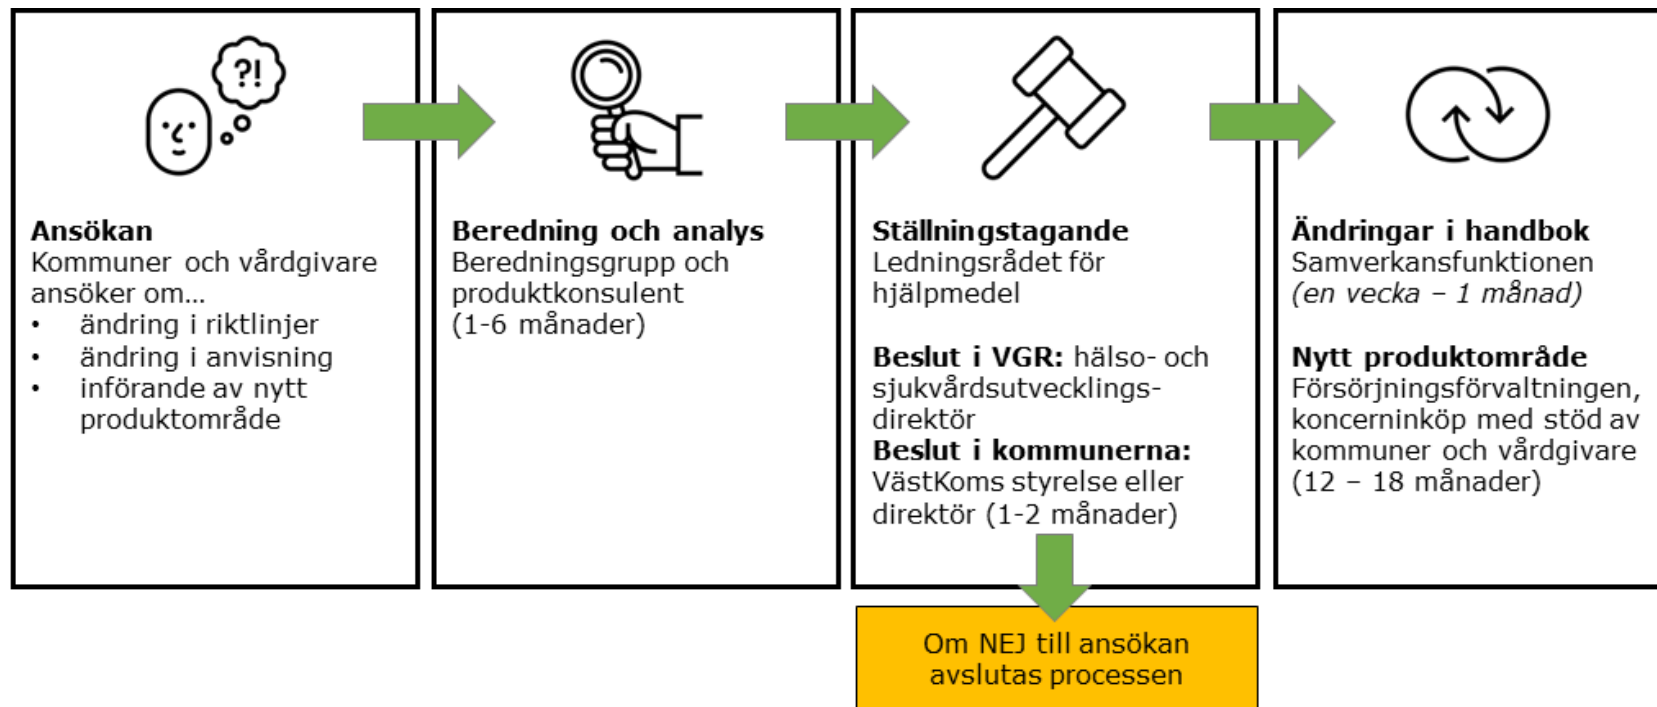 ?!
Ansökan
Kommuner och vårdgivare
ansöker om…
• ändring i riktlinjer
• ändring i anvisning
• införande av nytt
produktområde
Beredning och analys
Beredningsgrupp och
produktkonsulent
(1-6 månader)
Ställningstagande
Ledningsrådet för
hjälpmedel
Beslut i VGR: hälso- och
sjukvårdsutvecklings-
direktör
Beslut i kommunerna:
VästKoms styrelse eller
direktör (1-2 månader)
Ändringar i handbok
Samverkansfunktionen
(en vecka – 1 månad)
Nytt produktområde
Försörjningsförvaltningen,
koncerninköp med stöd av
kommuner och vårdgivare
(12 – 18 månader)
Om NEJ till ansökan
avslutas processen